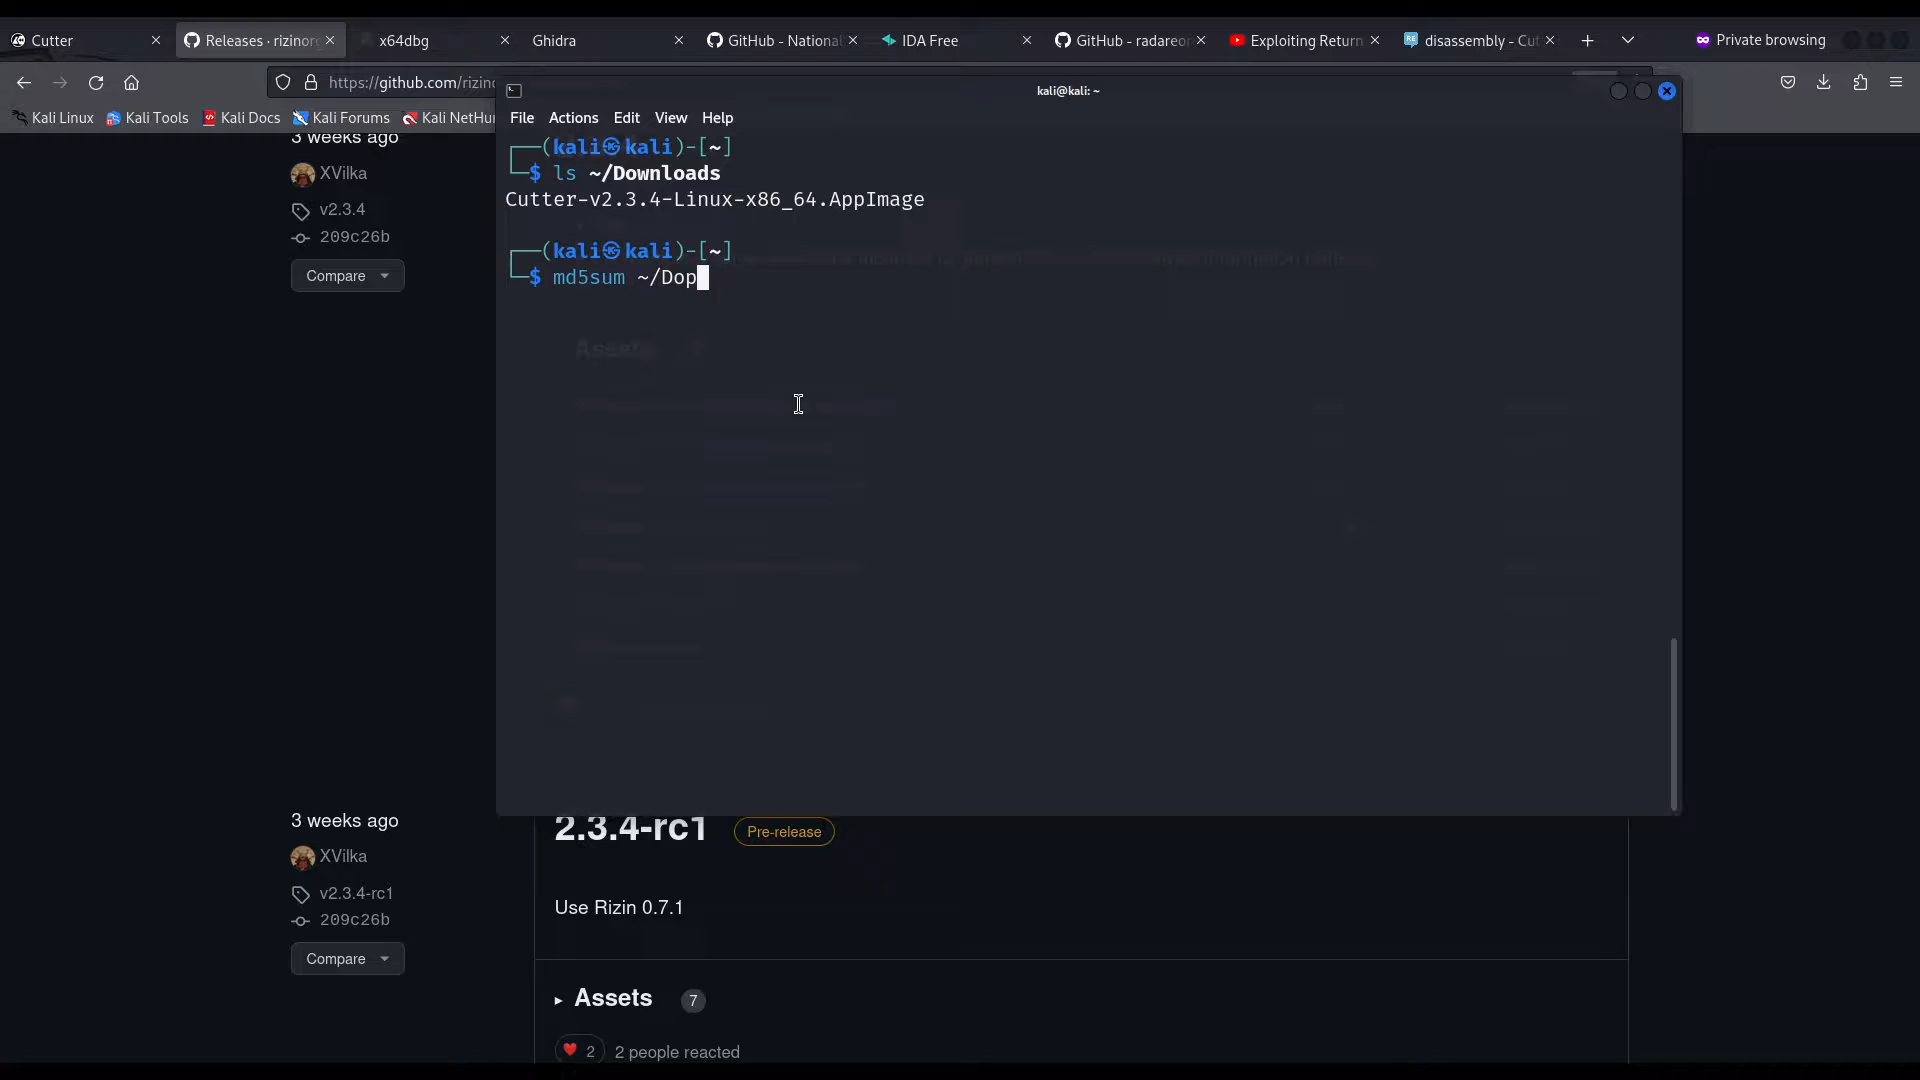 Cutter
Releases · rizinorg
x64dbg
Ghidra
GitHub - National
IDA Free
GitHub - radareor
Exploiting Return
disassembly - Cut
Private browsing
https://github.com/rizino
Kali Linux
Kali Tools
Kali Docs
Kali Forums
Kali NetHun
kali@kali: ~
File Actions Edit View Help
┌──(kali㉿kali)-[~]
└─$ ls ~/Downloads
Cutter-v2.3.4-Linux-x86_64.AppImage
┌──(kali㉿kali)-[~]
└─$ md5sum ~/Dop
3 weeks ago
XVilka
v2.3.4
209c26b
Compare
Assets
3 weeks ago
XVilka
v2.3.4-rc1
209c26b
Compare
2.3.4-rc1
Pre-release
Use Rizin 0.7.1
Assets 7
2
2 people reacted